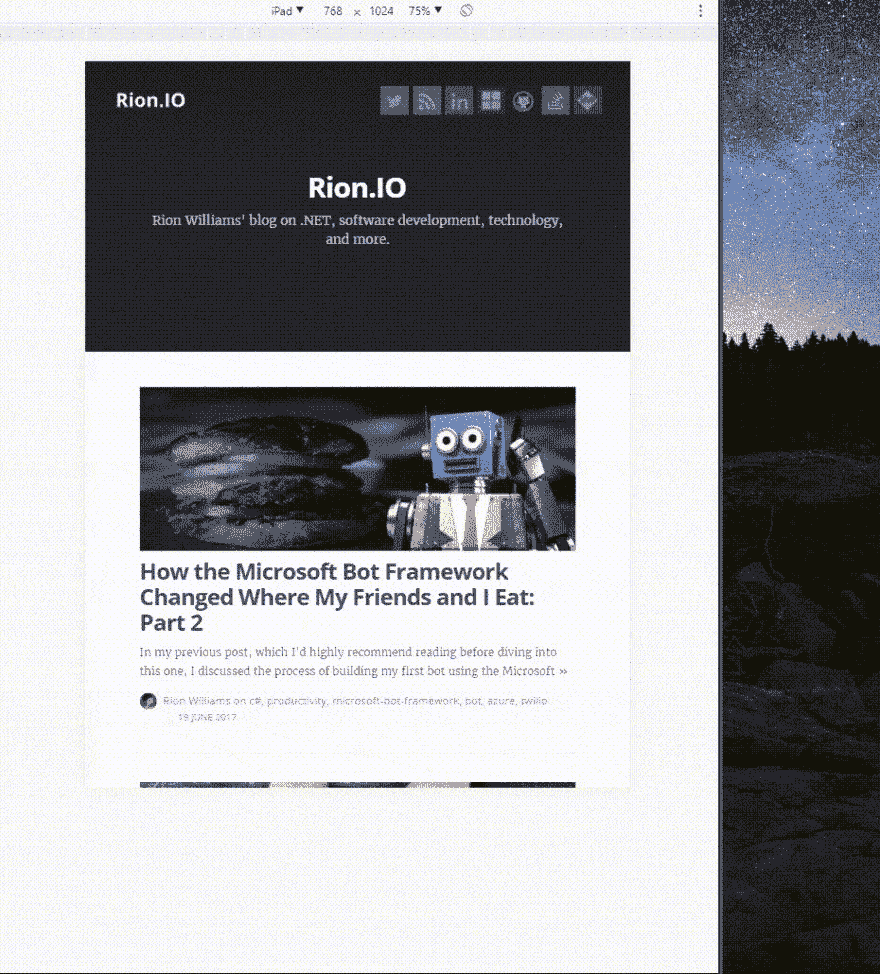 iPad ▼ 768 x 1024 75% ▼
Rion.IO
in
Rion.IO
Rion Williams' blog on .NET, software development, technology,
and more.
How the Microsoft Bot Framework
Changed Where My Friends and I Eat:
Part 2
In my previous post, which I'd highly recommend reading before diving into
this one, I discussed the process of building my first bot using the Microsoft »
Rion Williams on c#, productivity, microsoft-bot-framework, bot, azure, twilio
19 JUNE 2017